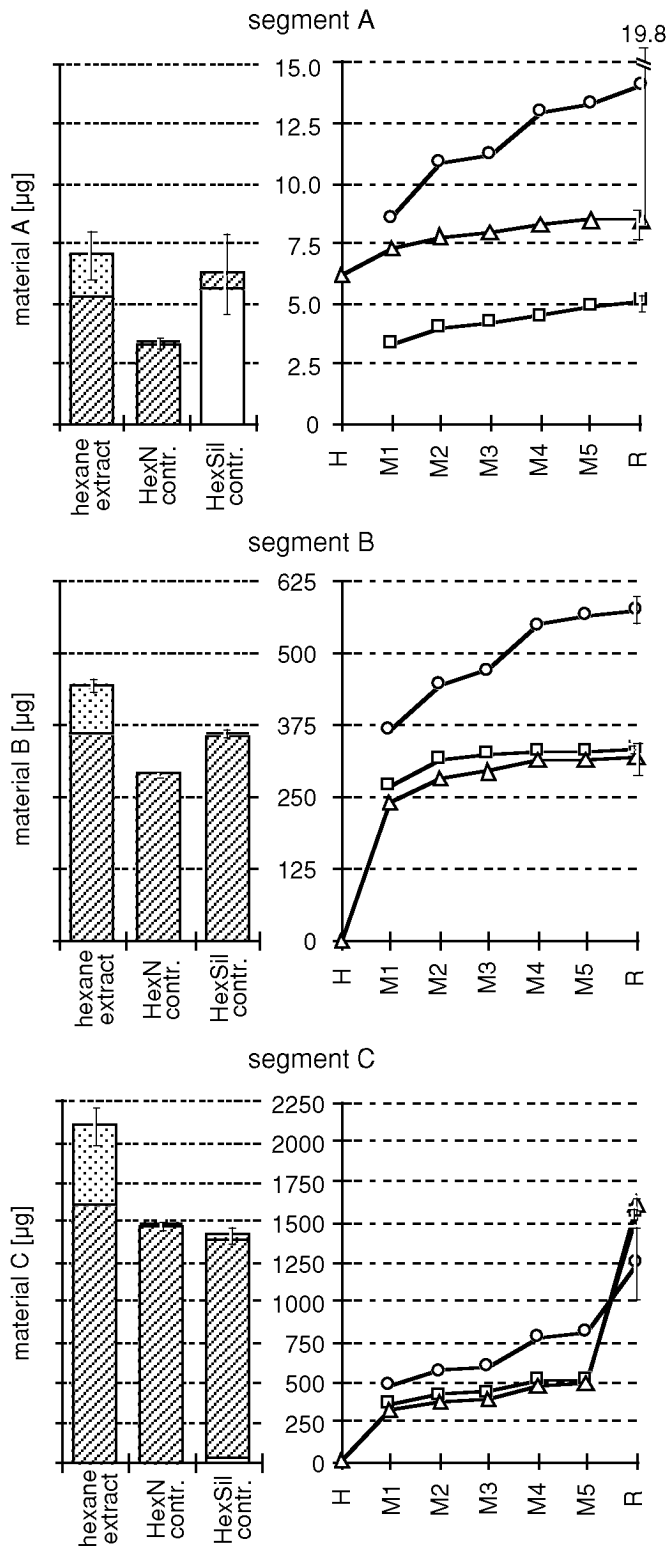 segment A
19.8
material A [µg]
15.0
12.5
10.0
7.5
5.0
2.5
0
hexane
extract
HexN
contr.
HexSil
contr.
H
M1
M2
M3
M4
M5
R
segment B
material B [µg]
625
500
375
250
125
0
hexane
extract
HexN
contr.
HexSil
contr.
H
M1
M2
M3
M4
M5
R
segment C
material C [µg]
2250
2000
1750
1500
1250
1000
750
500
250
0
hexane
extract
HexN
contr.
HexSil
contr.
H
M1
M2
M3
M4
M5
R